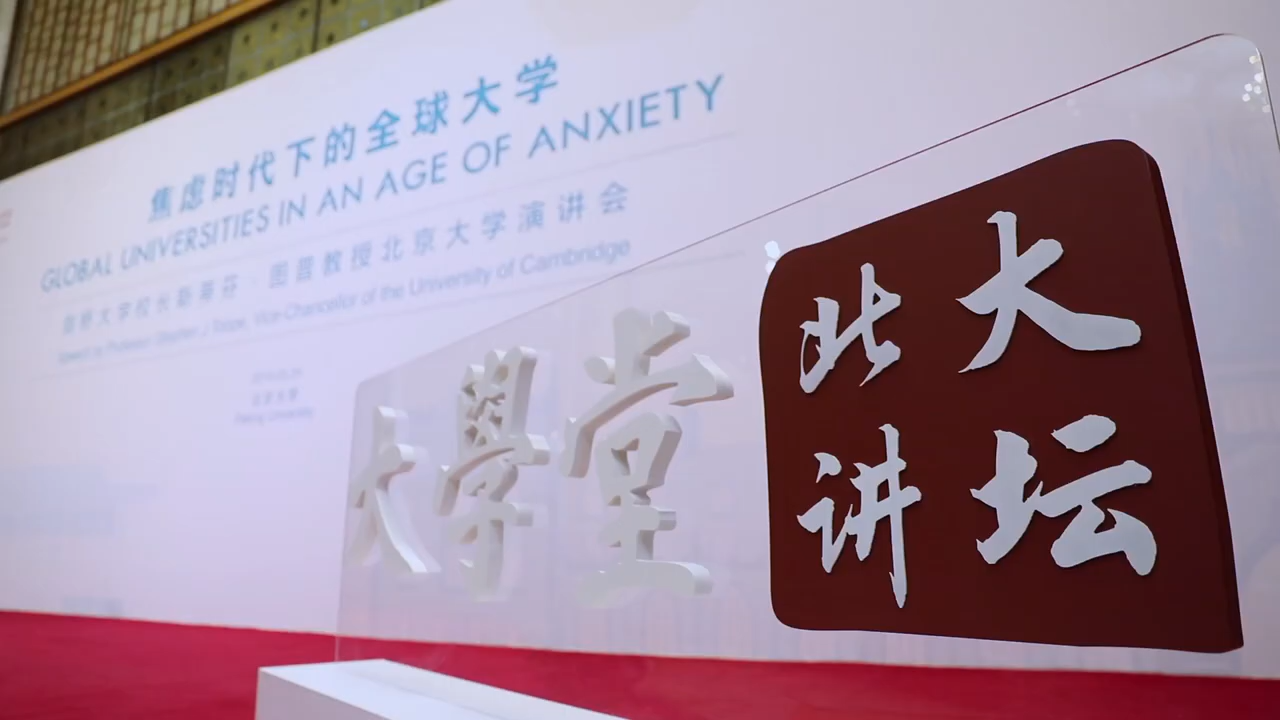 焦虑时代下的全球大学
GLOBAL UNIVERSITIES IN AN AGE OF ANXIETY
剑桥大学校长斯蒂芬·图普教授北京大学演讲会
Speech by Professor Stephen J Toope, Vice-Chancellor of the University of Cambridge
北京大学
Peking University
大學堂
北大
讲坛